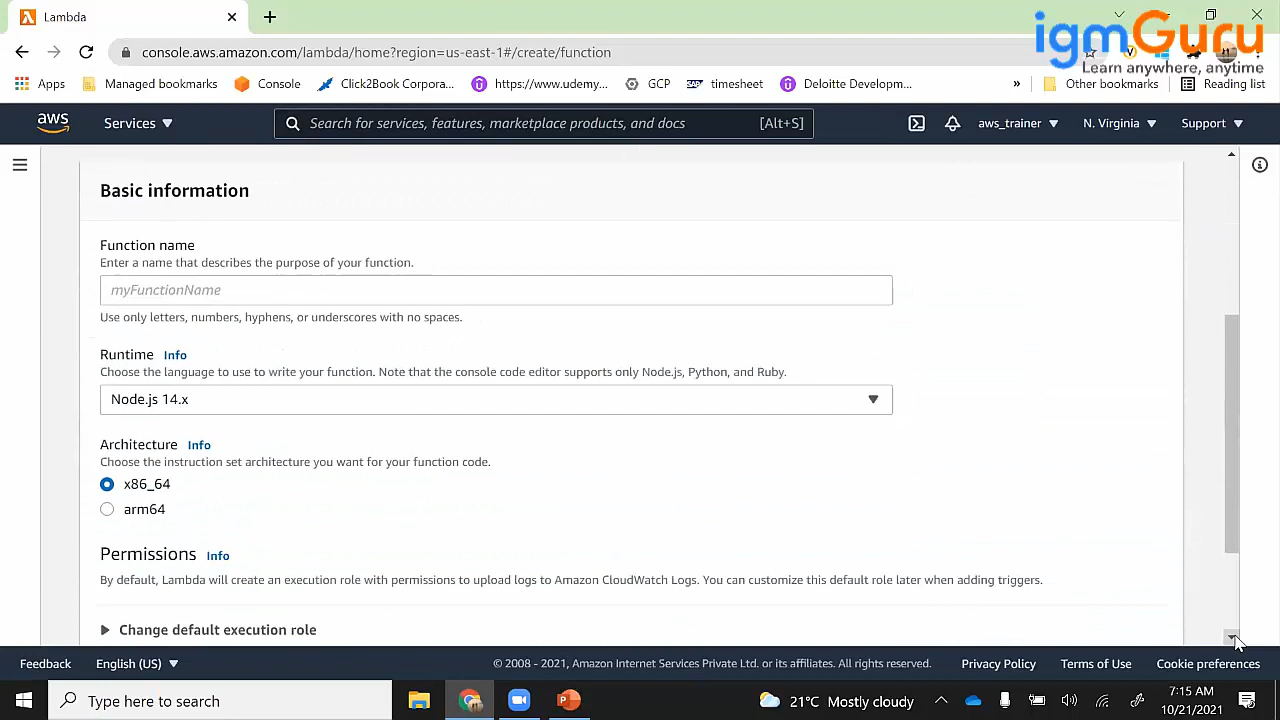 Lambda
igmGuru
Learn anywhere, anytime
console.aws.amazon.com/lambda/home?region=us-east-1#/create/function
Apps
Managed bookmarks
Console
Click2Book Corpora...
https://www.udemy...
GCP
timesheet
Deloitte Developm...
»
Other bookmarks
Reading list
aws
Services
Search for services, features, marketplace products, and docs
[Alt+S]
aws_trainer
N. Virginia
Support
Basic information
Function name
Enter a name that describes the purpose of your function.
myFunctionName
Use only letters, numbers, hyphens, or underscores with no spaces.
Runtime Info
Choose the language to use to write your function. Note that the console code editor supports only Node.js, Python, and Ruby.
Node.js 14.x
Architecture Info
Choose the instruction set architecture you want for your function code.
x86_64
arm64
Permissions Info
By default, Lambda will create an execution role with permissions to upload logs to Amazon CloudWatch Logs. You can customize this default role later when adding triggers.
Change default execution role
Feedback
English (US)
© 2008 - 2021, Amazon Internet Services Private Ltd. or its affiliates. All rights reserved.
Privacy Policy
Terms of Use
Cookie preferences
Type here to search
21°C Mostly cloudy
7:15 AM
10/21/2021